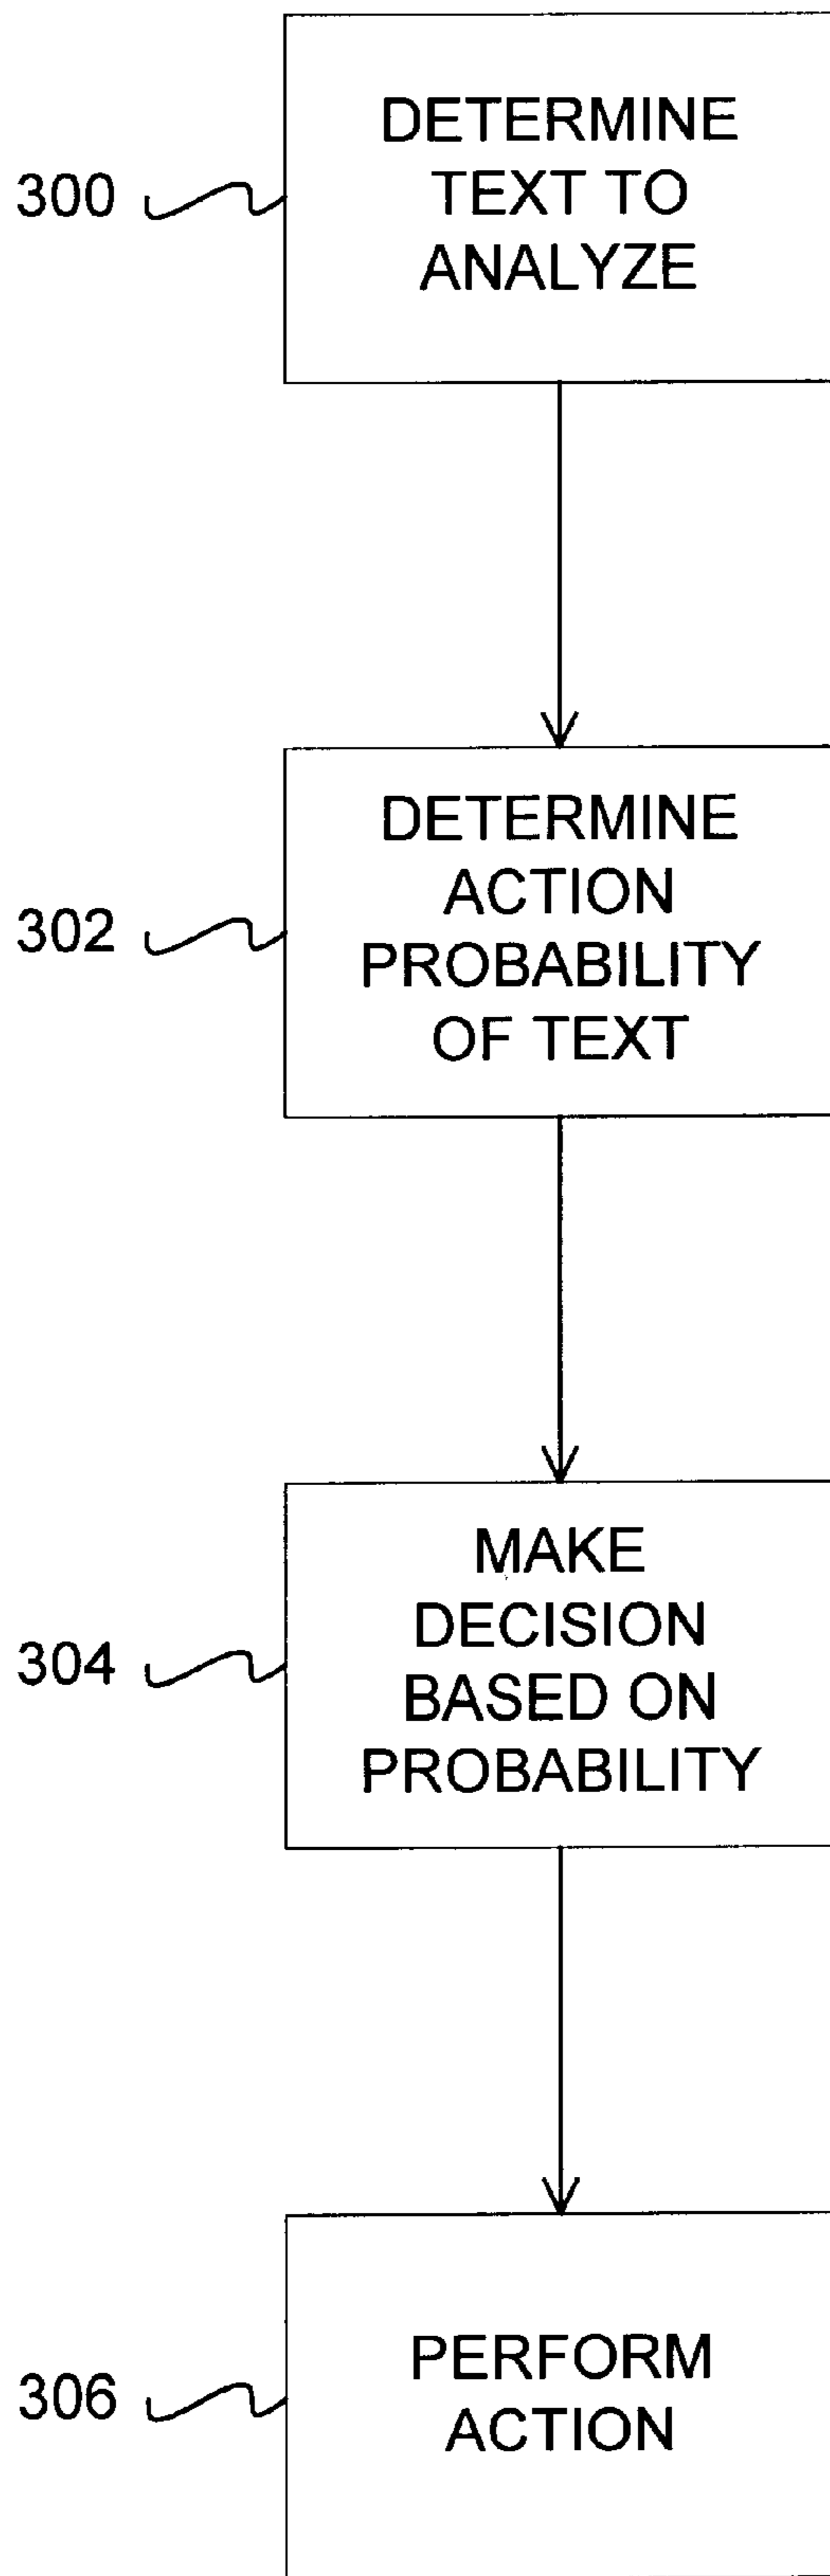 300
DETERMINE
TEXT TO
ANALYZE
302
DETERMINE
ACTION
PROBABILITY
OF TEXT
304
MAKE
DECISION
BASED ON
PROBABILITY
306
PERFORM
ACTION